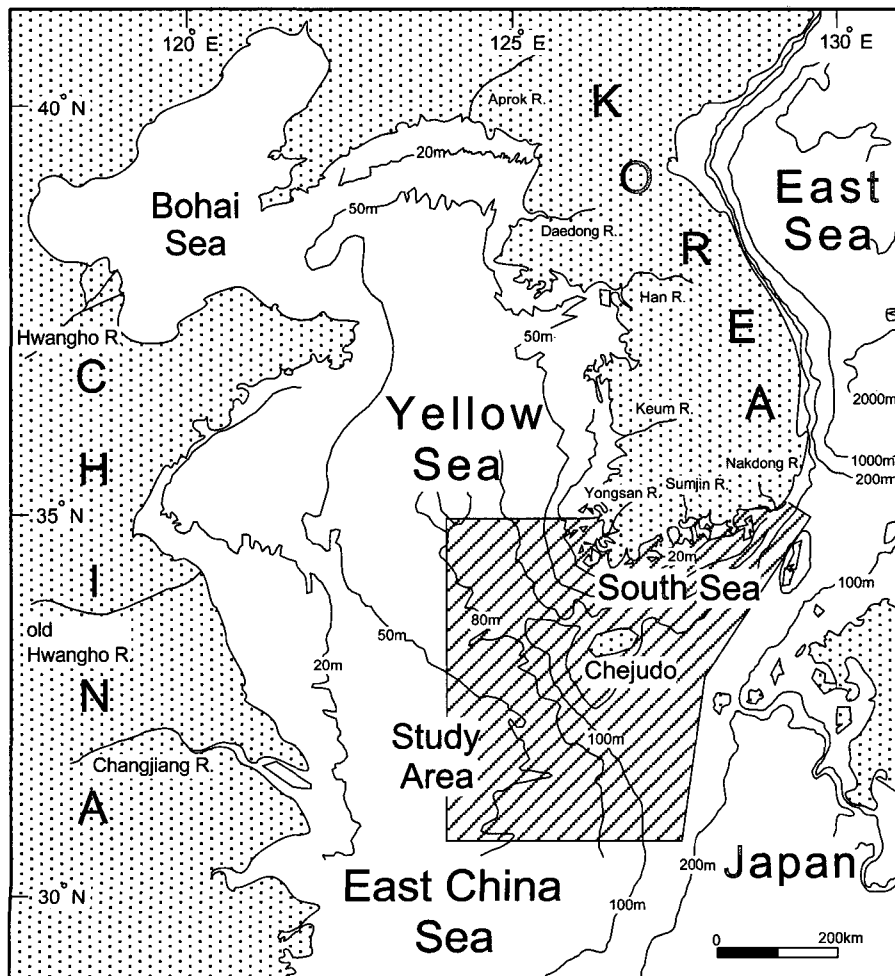 120° E
125° E
130° E
40° N
Aprok R.
K
O
R
E
A
20m
50m
Bohai
Sea
East
Sea
Daedong R.
Han R.
Hwangho R.
50m
C
H
I
N
A
2000m
Yellow
Sea
Keum R.
1000m
200m
Nakdong R.
Sumjin R.
Yongsan R.
35° N
20m
South Sea
100m
80m
50m
old
Hwangho R.
20m
Chejudo
Study
Area
100m
Changjiang R.
200m
Japan
30° N
East China
Sea
100m
0 200km